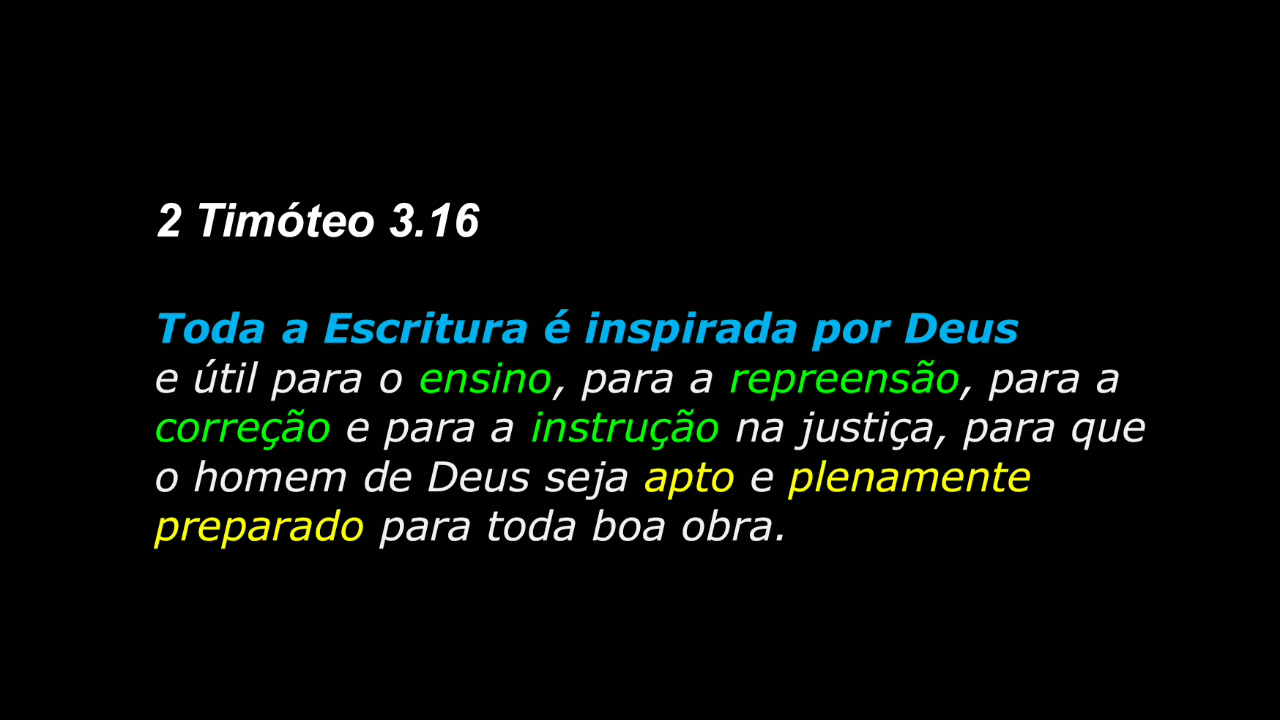 2 Timóteo 3.16
Toda a Escritura é inspirada por Deus
e útil para o ensino, para a repreensão, para a
correção e para a instrução na justiça, para que
o homem de Deus seja apto e plenamente
preparado para toda boa obra.